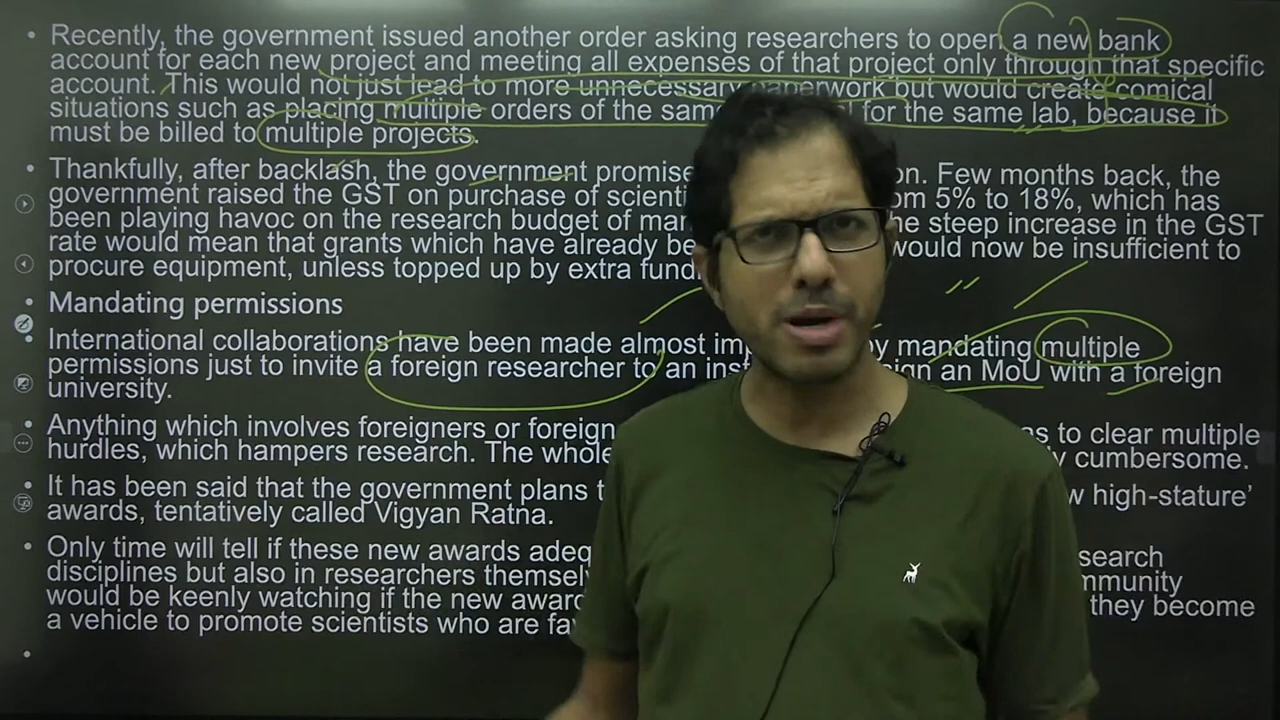 Recently, the government issued another order asking researchers to open a new bank
account for each new project and meeting all expenses of that project only through that specific
account. This would not just lead to more unnecessary paperwork but would create comical
situations such as placing multiple orders of the same for the same lab, because it
must be billed to multiple projects.
Thankfully, after backlash, the government promise on. Few months back, the
government raised the GST on purchase of scienti om 5% to 18%, which has
been playing havoc on the research budget of man he steep increase in the GST
rate would mean that grants which have already be would now be insufficient to
procure equipment, unless topped up by extra fund
Mandating permissions
International collaborations have been made almost imp by mandating multiple
permissions just to invite a foreign researcher to an inst ign an MoU with a foreign
university.
Anything which involves foreigners or foreign as to clear multiple
hurdles, which hampers research. The whole y cumbersome.
It has been said that the government plans t w high-stature'
awards, tentatively called Vigyan Ratna.
Only time will tell if these new awards adeq search
disciplines but also in researchers themsel mmunity
would be keenly watching if the new award they become
a vehicle to promote scientists who are fa